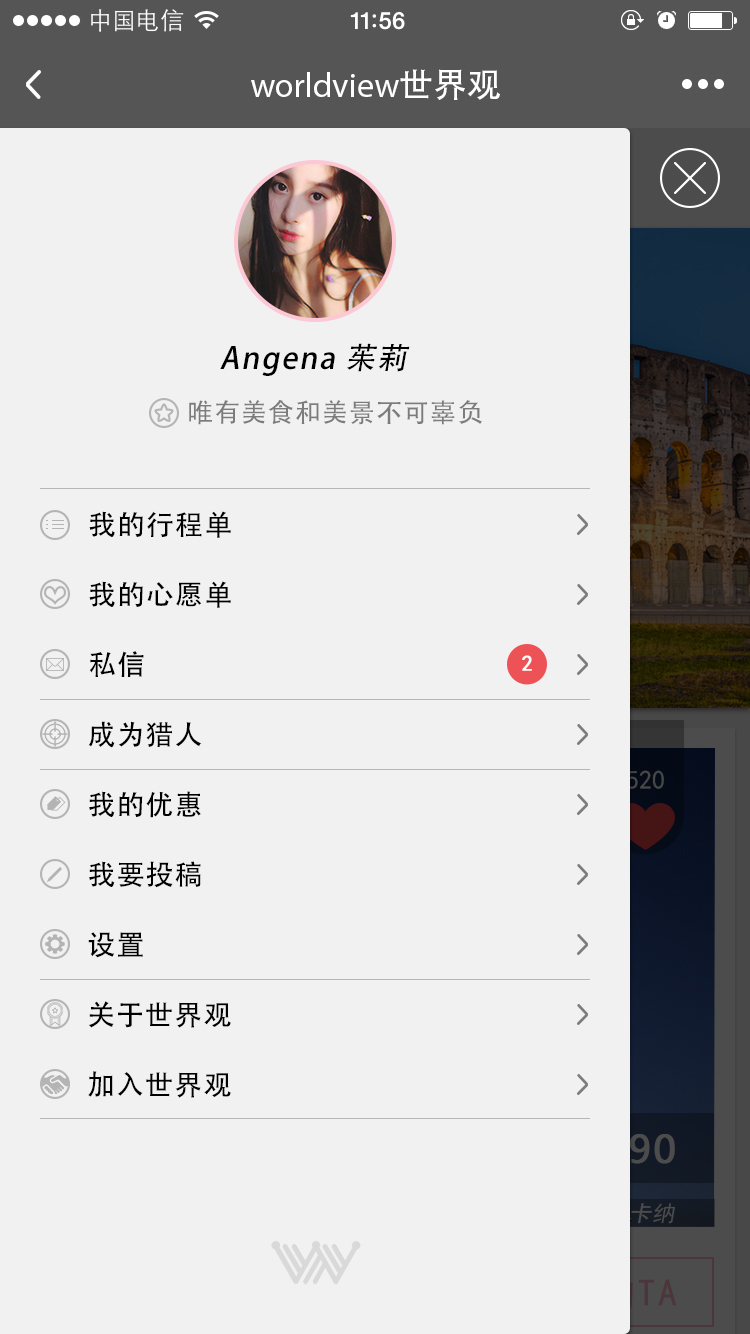 中国电信 11:56
worldview世界观
Angena 茱莉
唯有美食和美景不可辜负
我的行程单
我的心愿单
私信 2
成为猎人
520
我的优惠
我要投稿
设置
关于世界观
加入世界观
90
卡纳
TA